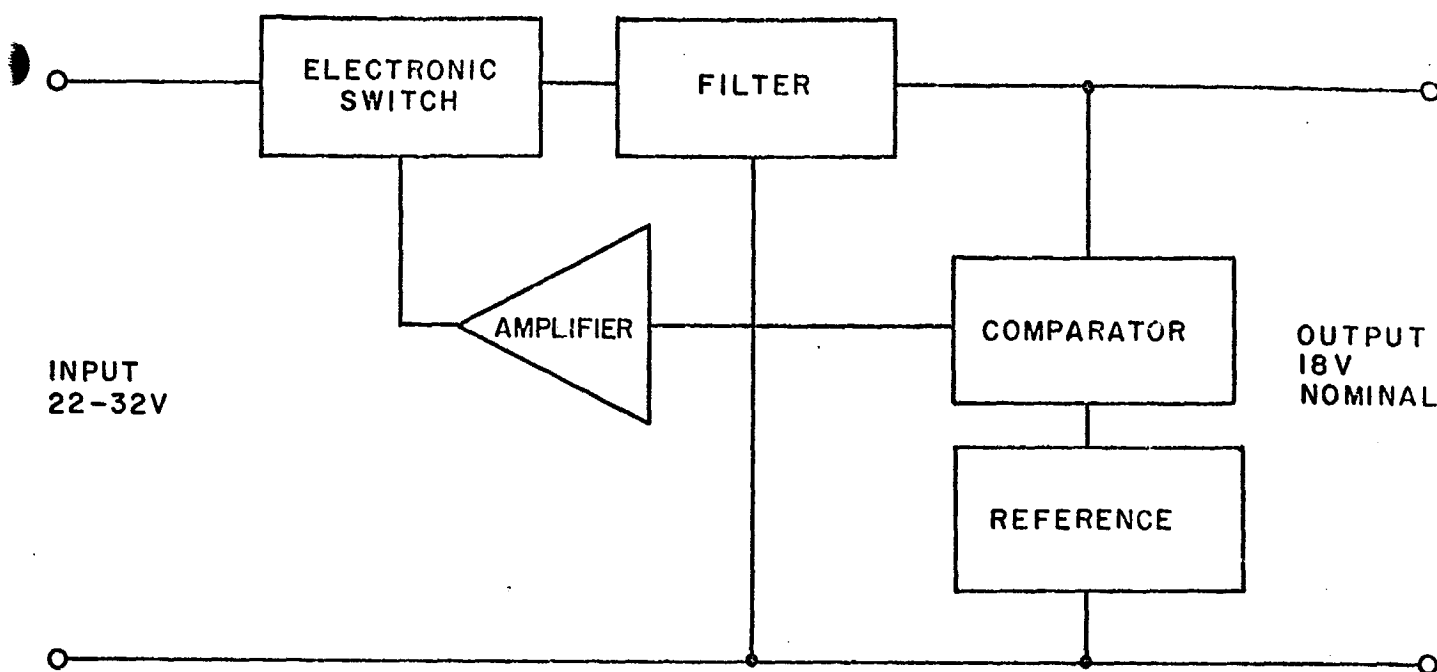 ELECTRONIC
SWITCH
FILTER
AMPLIFIER
COMPARATOR
INPUT
22-32V
OUTPUT
18V
NOMINAL
REFERENCE